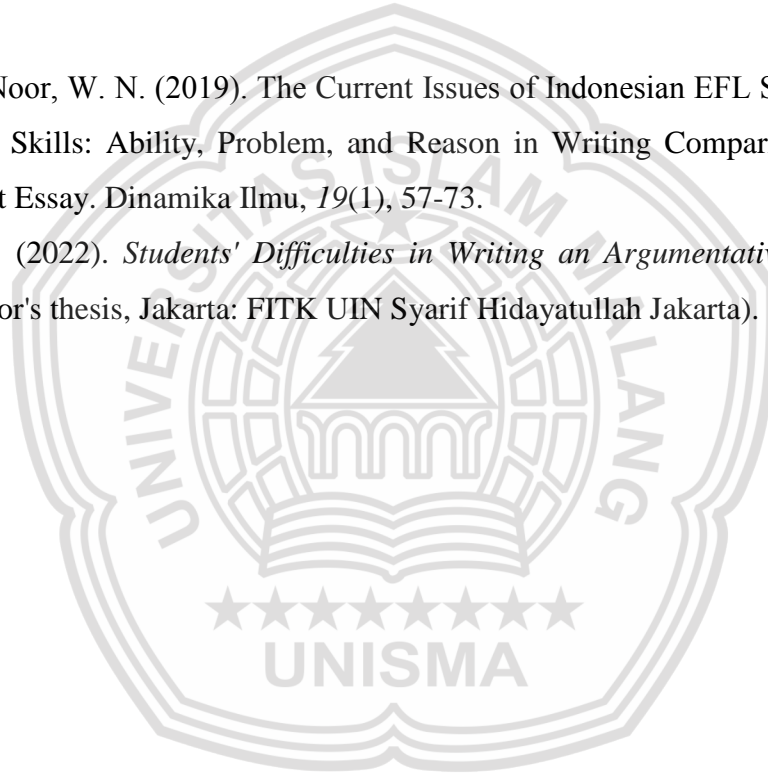 Noor, W. N. (2019). The Current Issues of Indonesian EFL S
Skills: Ability, Problem, and Reason in Writing Compar
t Essay. Dinamika Ilmu, 19(1), 57-73.
(2022). Students' Difficulties in Writing an Argumentativ
or's thesis, Jakarta: FITK UIN Syarif Hidayatullah Jakarta).
UNIVERSITAS ISLAM MALANG
UNISMA